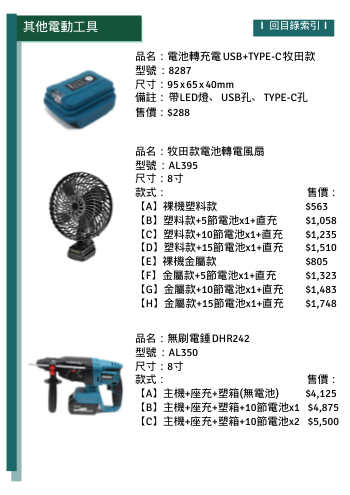 其他電動工具
I 回目錄索引 I
品名：電池轉充電USB+TYPE-C牧田款
型號：8287
尺寸：95x65x40mm
備註：帶LED燈、USB孔、TYPE-C孔
售價：$288
品名：牧田款電池轉電風扇
型號：AL395
尺寸：8寸
款式： 售價：
【A】裸機塑料款 $563
【B】塑料款+5節電池x1+直充 $1,058
【C】塑料款+10節電池x1+直充 $1,235
【D】塑料款+15節電池x1+直充 $1,510
【E】裸機金屬款 $805
【F】金屬款+5節電池x1+直充 $1,323
【G】金屬款+10節電池x1+直充 $1,483
【H】金屬款+15節電池x1+直充 $1,748
品名：無刷電錘DHR242
型號：AL350
尺寸：8寸
款式： 售價：
【A】主機+座充+塑箱(無電池) $4,125
【B】主機+座充+塑箱+10節電池x1 $4,875
【C】主機+座充+塑箱+10節電池x2 $5,500